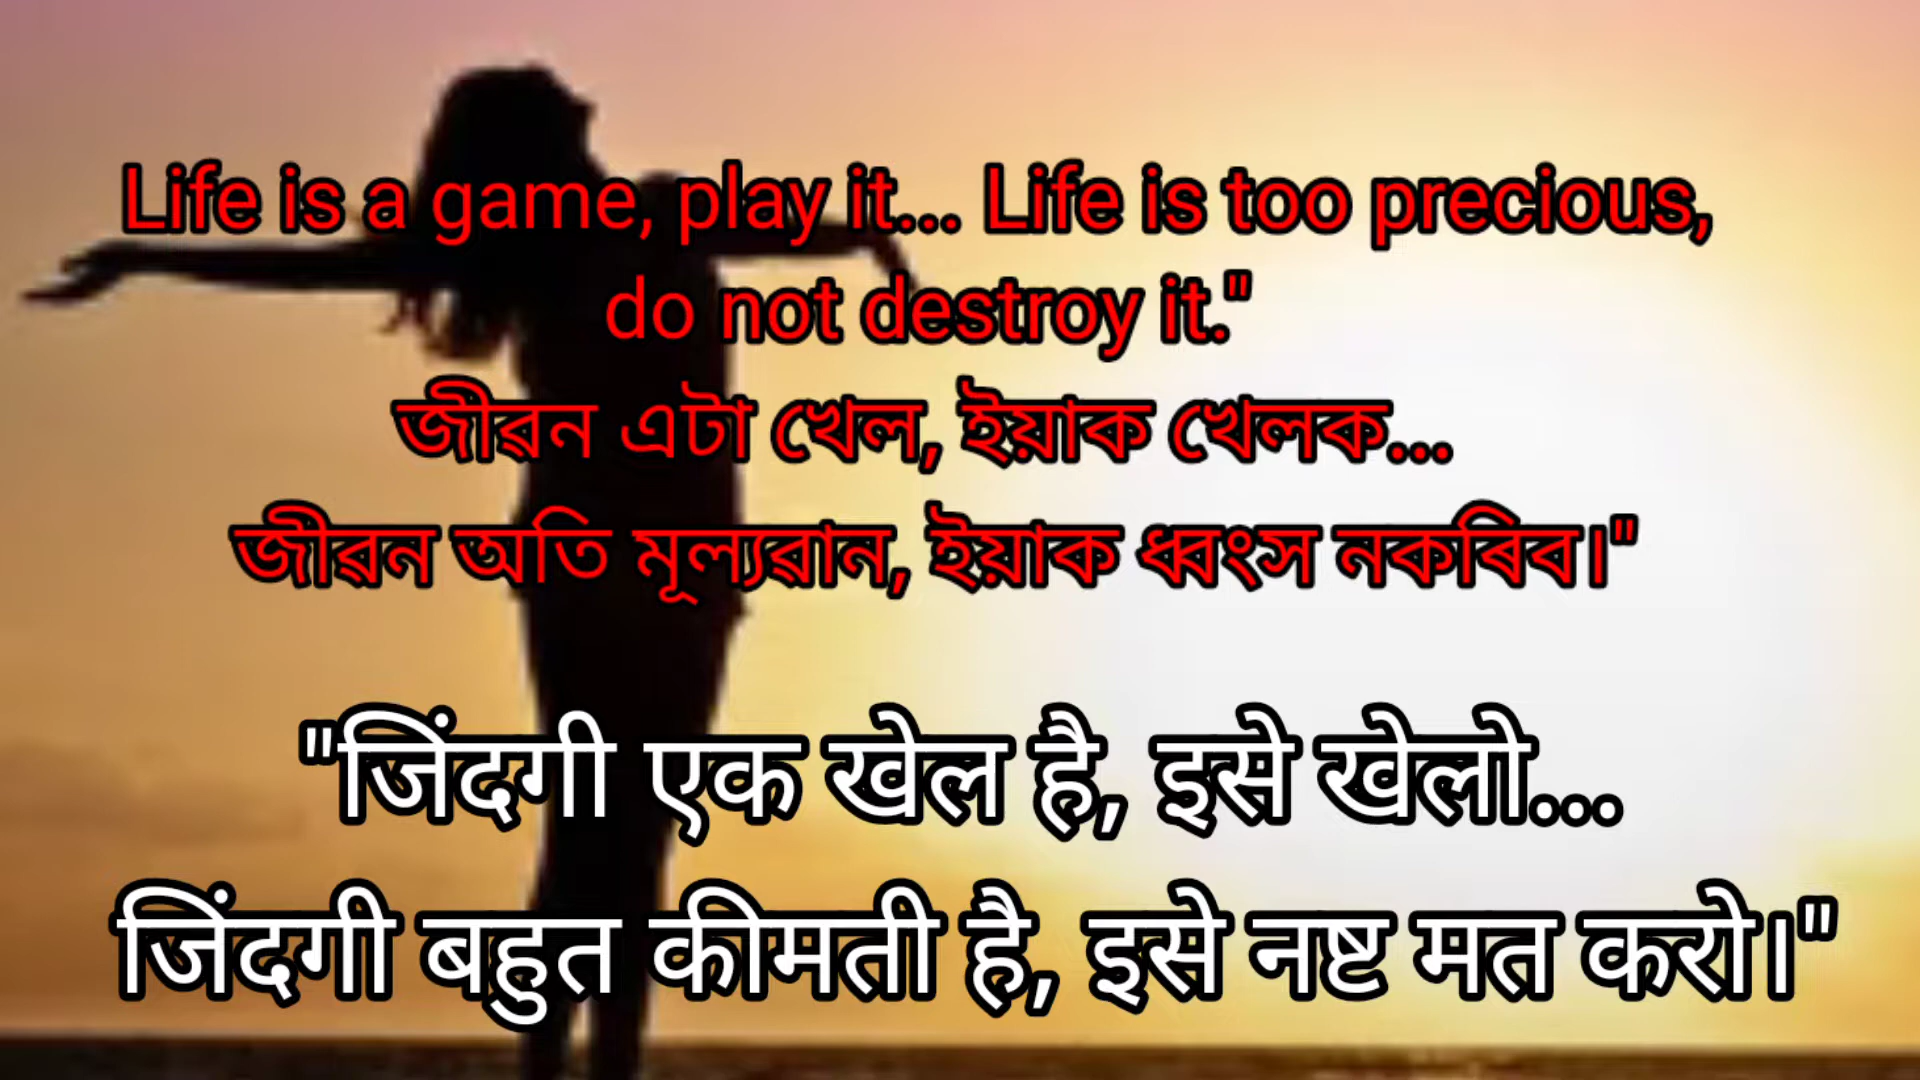 Life is a game, play it... Life is too precious,
do not destroy it."
জীৱন এটা খেল, ইয়াক খেলক...
জীৱন অতি মূল্যৱান, ইয়াক ধ্বংস নকৰিব।"
"जिंदगी एक खेल है, इसे खेलो...
जिंदगी बहुत कीमती है, इसे नष्ट मत करो।"